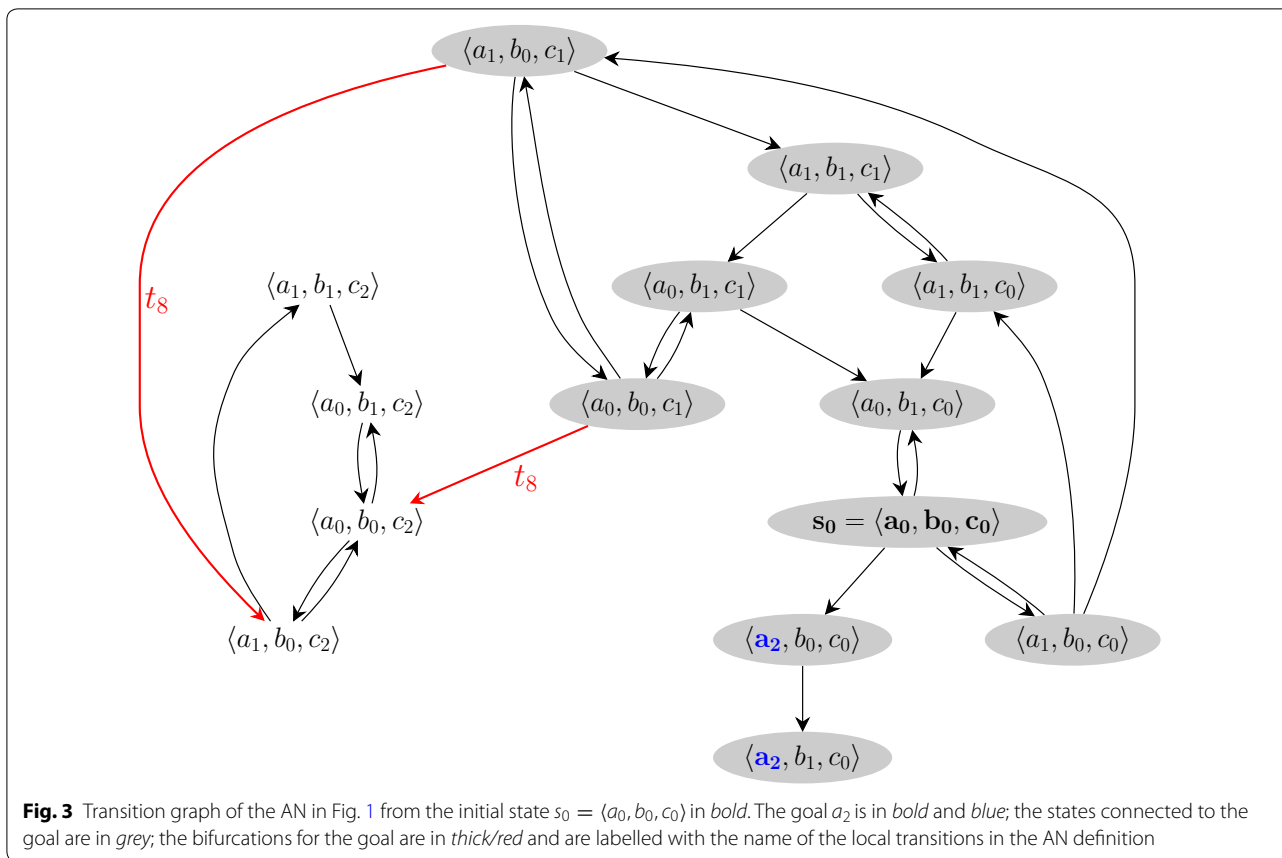 ⟨a₁, b₀, c₁⟩
⟨a₁, b₁, c₁⟩
⟨a₁, b₁, c₂⟩
t₈
⟨a₀, b₁, c₁⟩
⟨a₁, b₁, c₀⟩
⟨a₀, b₁, c₂⟩
⟨a₀, b₀, c₁⟩
⟨a₀, b₁, c₀⟩
t₈
⟨a₀, b₀, c₂⟩
s₀ = ⟨a₀, b₀, c₀⟩
⟨a₁, b₀, c₂⟩
⟨a₂, b₀, c₀⟩
⟨a₁, b₀, c₀⟩
⟨a₂, b₁, c₀⟩
Fig. 3 Transition graph of the AN in Fig. 1 from the initial state s₀ = ⟨a₀, b₀, c₀⟩ in bold. The goal a₂ is in bold and blue; the states connected to the
goal are in grey; the bifurcations for the goal are in thick/red and are labelled with the name of the local transitions in the AN definition